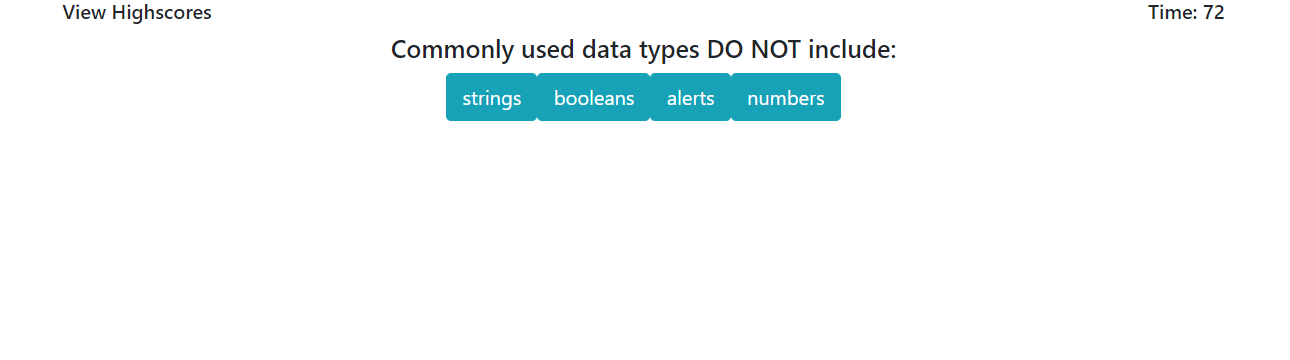 View Highscores Time: 72
Commonly used data types DO NOT include:
strings booleans alerts numbers